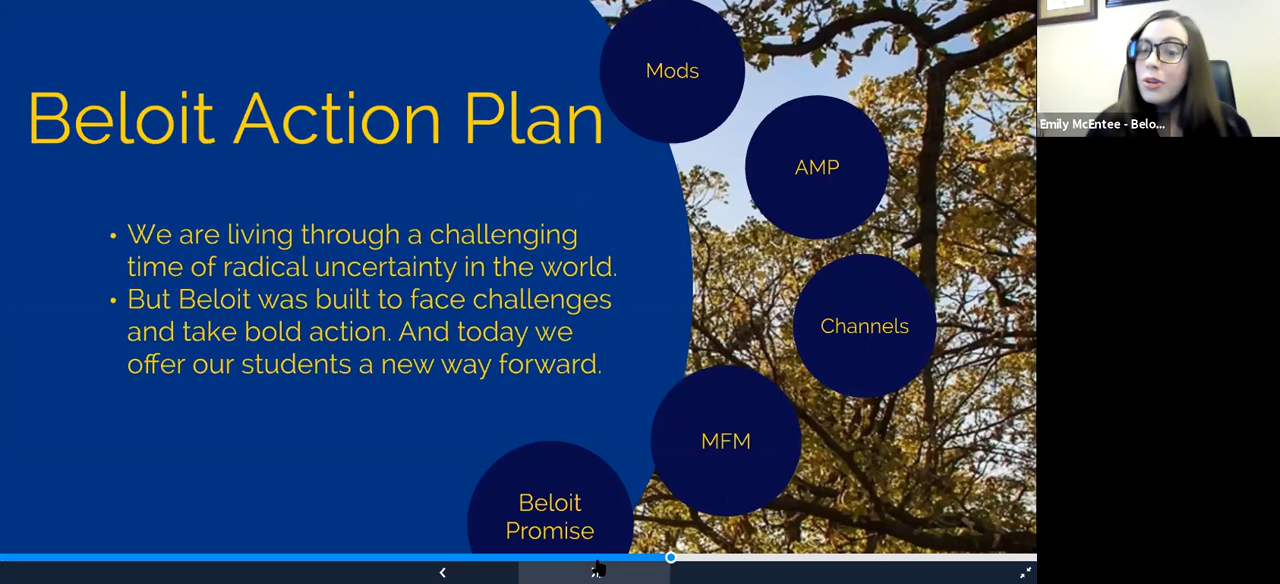 Beloit Action Plan
• We are living through a challenging
time of radical uncertainty in the world.
• But Beloit was built to face challenges
and take bold action. And today we
offer our students a new way forward.
Mods
AMP
Channels
MFM
Beloit
Promise
Emily McEntee - Belo...